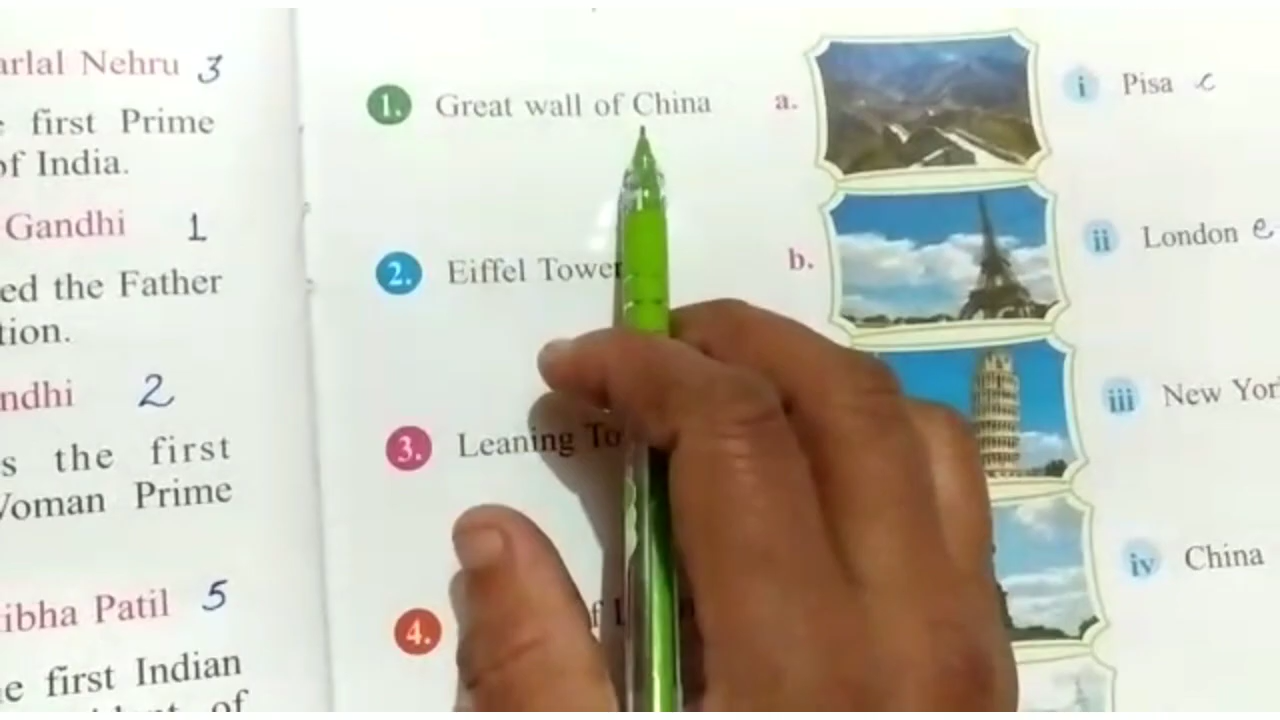 arlal Nehru 3
first Prime
of India.
Gandhi 1
ed the Father
tion.
ndhi 2
s the first
Woman Prime
ibha Patil 5
e first Indian
of
1. Great wall of China
2. Eiffel Tower
3. Leaning To
4.
a.
b.
i Pisa c
ii London e
iii New Yor
iv China